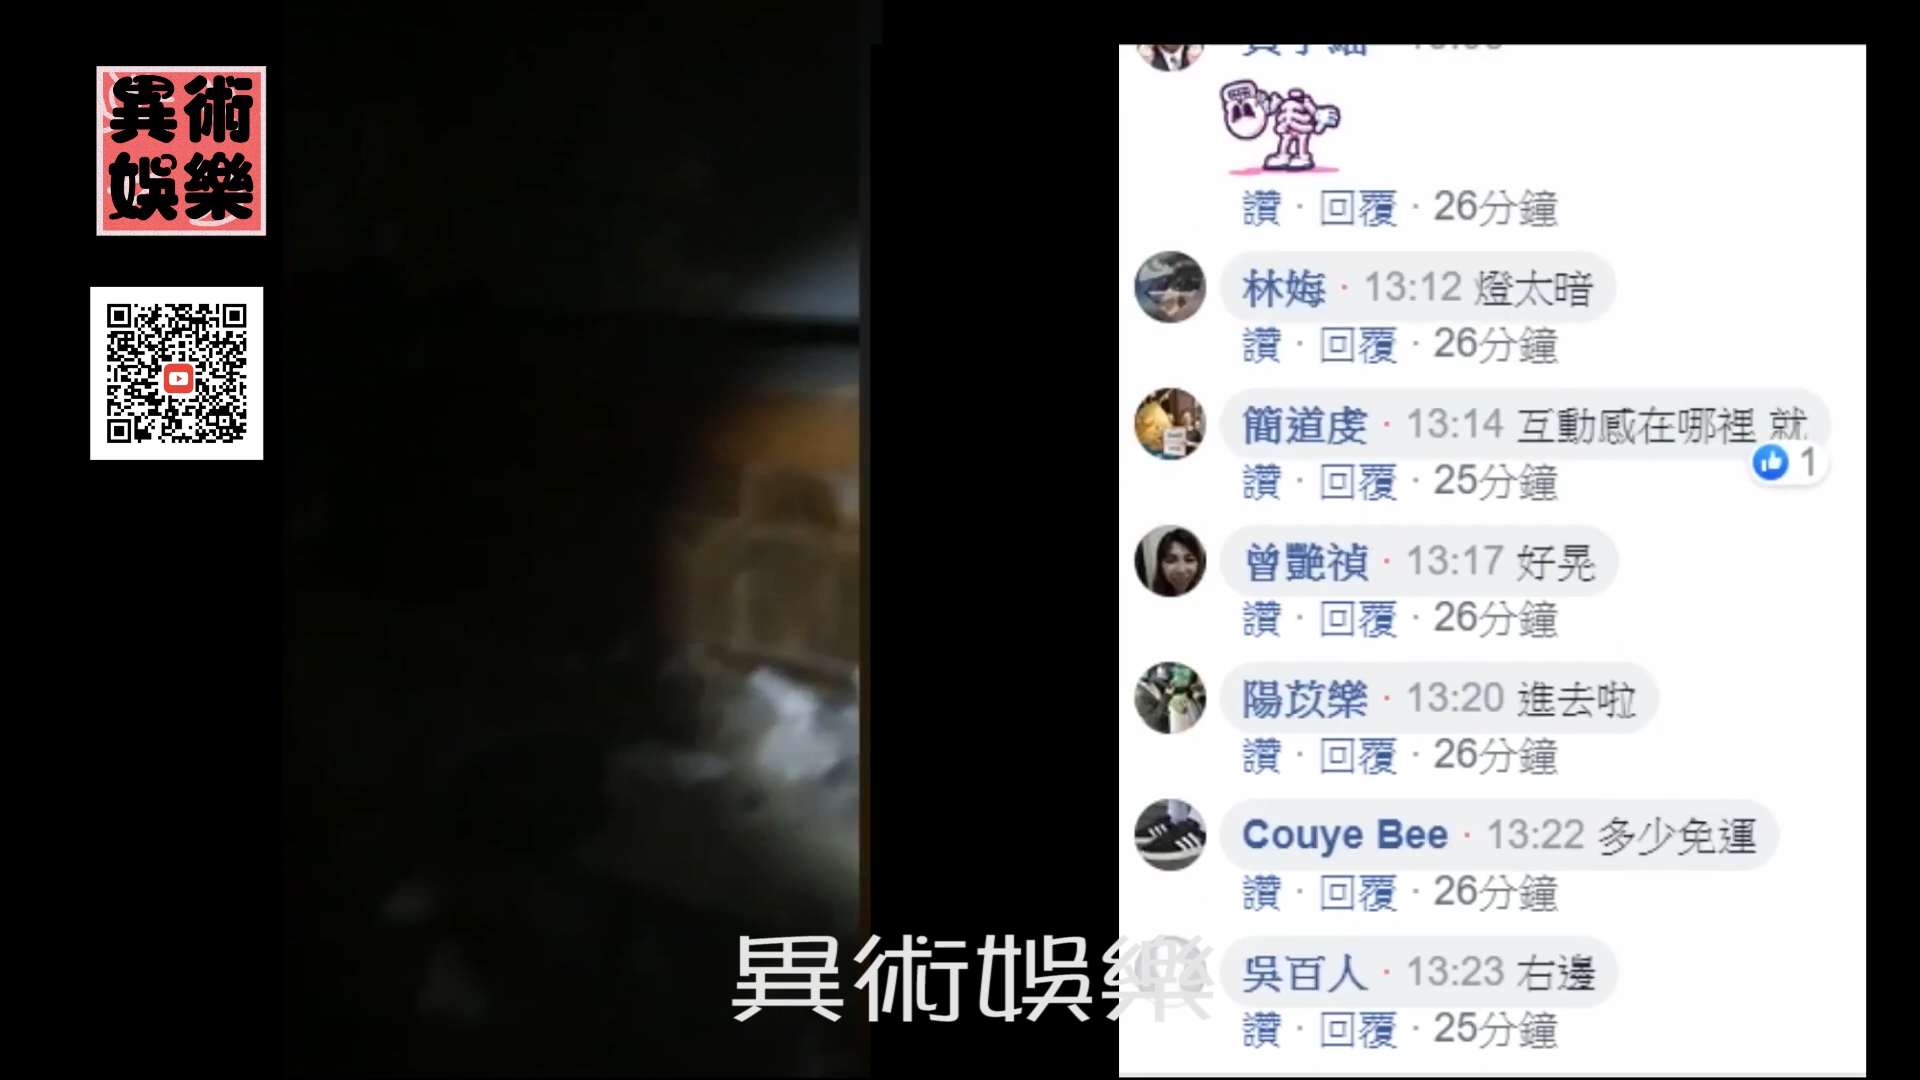 異術
娛樂
讚 · 回覆 · 26分鐘
林娒 · 13:12 燈太暗
讚 · 回覆 · 26分鐘
簡道虔 · 13:14 互動感在哪裡 就
1
讚 · 回覆 · 25分鐘
曾艷禎 · 13:17 好晃
讚 · 回覆 · 26分鐘
陽苡樂 · 13:20 進去啦
讚 · 回覆 · 26分鐘
Couye Bee · 13:22 多少免運
讚 · 回覆 · 26分鐘
吳百人 · 13:23 右邊
讚 · 回覆 · 25分鐘
異術娛樂